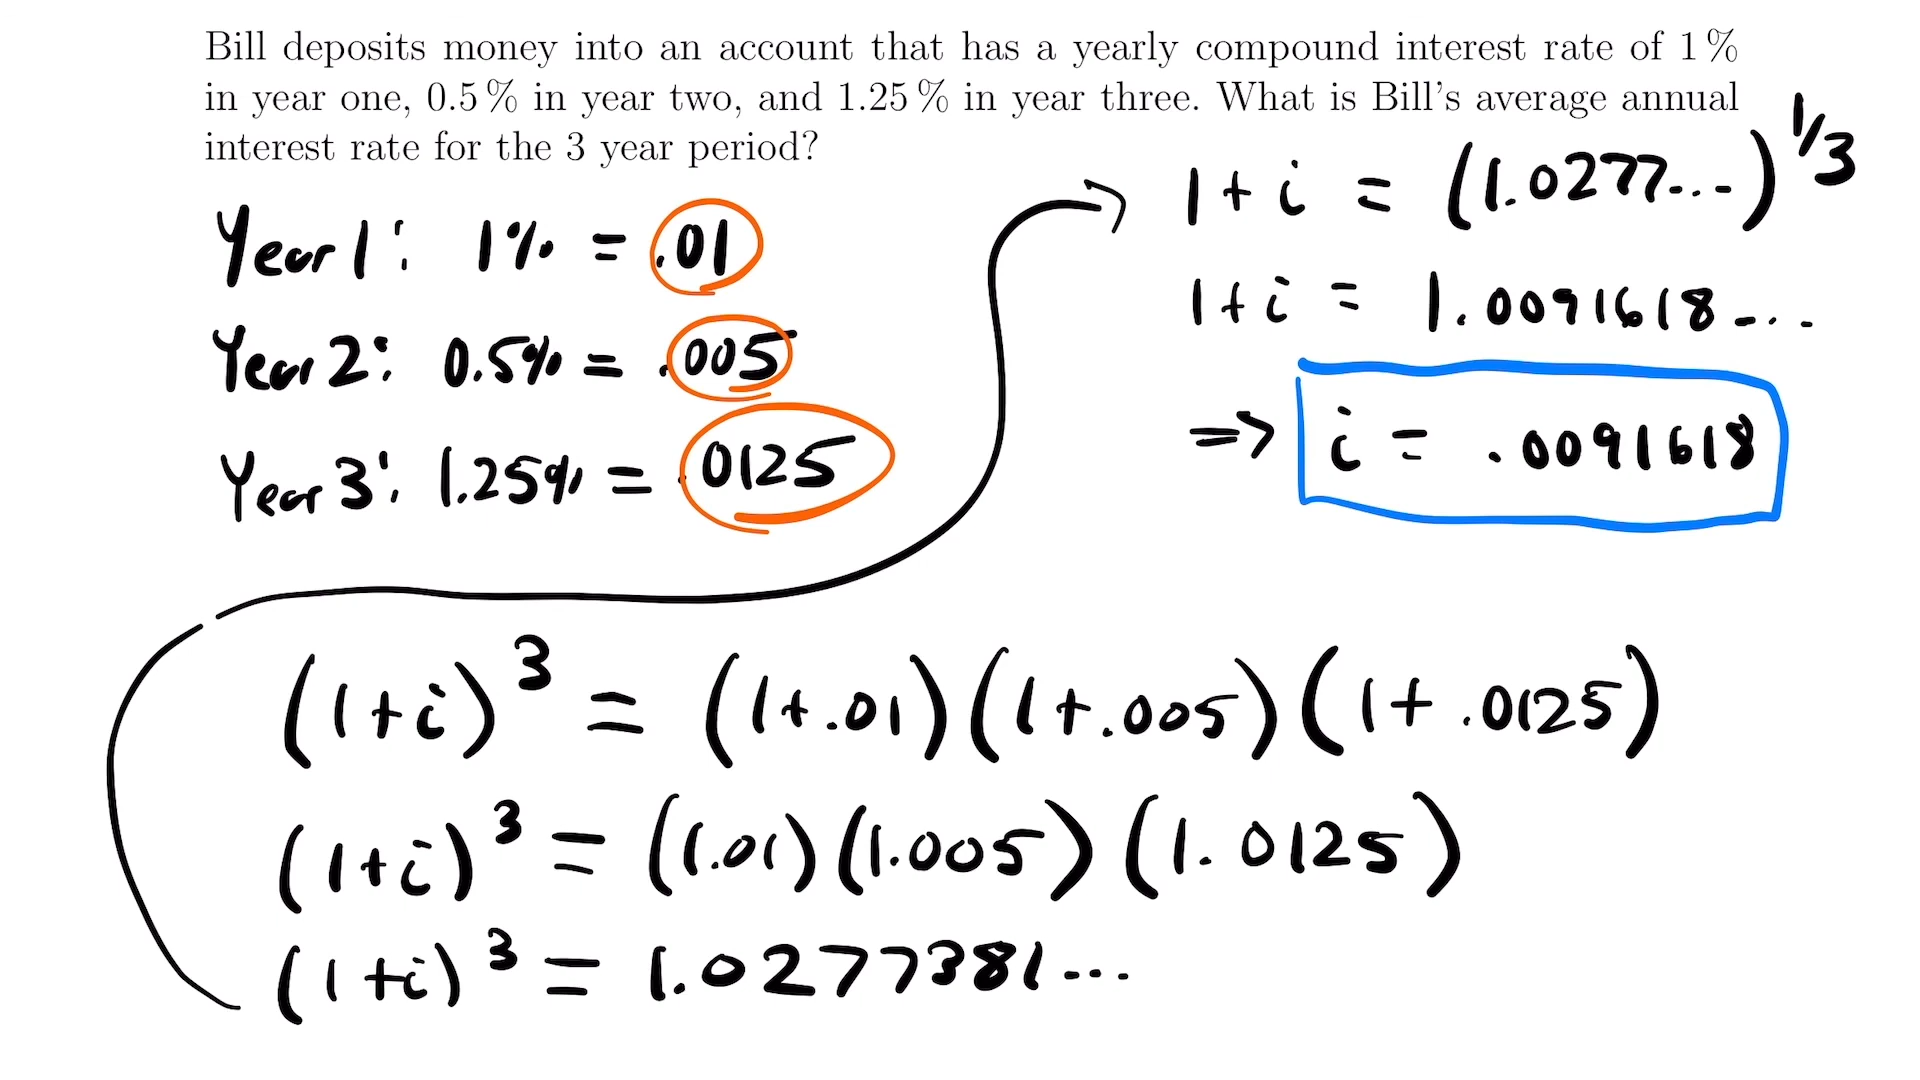 Bill deposits money into an account that has a yearly compound interest rate of 1 %
in year one, 0.5 % in year two, and 1.25 % in year three. What is Bill's average annual
interest rate for the 3 year period?
Year 1: 1% = .01
Year 2: 0.5% = .005
Year 3: 1.25% = .0125
(1+i)^3 = (1+.01)(1+.005)(1+.0125)
(1+i)^3 = (1.01)(1.005)(1.0125)
(1+i)^3 = 1.0277381...
1+i = (1.0277...)^1/3
1+i = 1.0091618...
⇒ i = .0091618